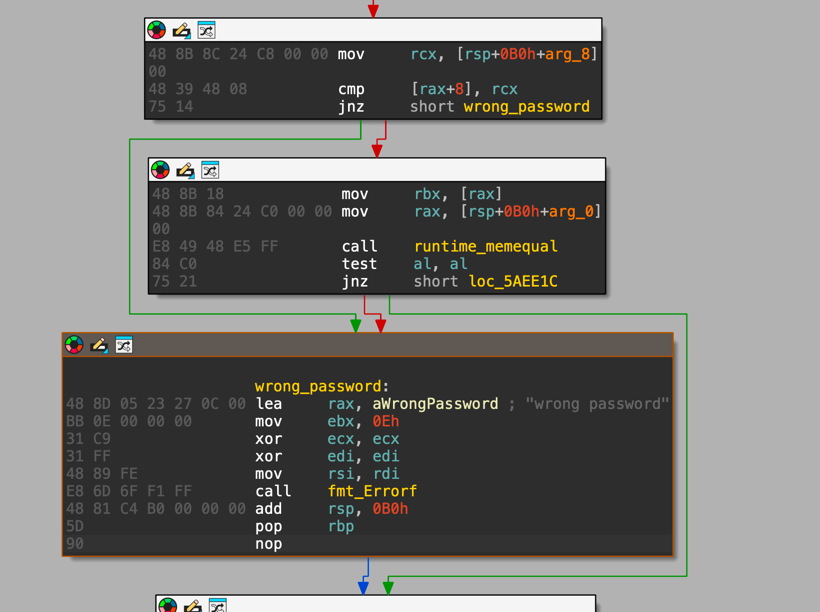 48 8B 8C 24 C8 00 00 mov rcx, [rsp+0B0h+arg_8]
00
48 39 48 08 cmp [rax+8], rcx
75 14 jnz short wrong_password
48 8B 18 mov rbx, [rax]
48 8B 84 24 C0 00 00 mov rax, [rsp+0B0h+arg_0]
00
E8 49 48 E5 FF call runtime_memequal
84 C0 test al, al
75 21 jnz short loc_5AEE1C
wrong_password:
48 8D 05 23 27 0C 00 lea rax, aWrongPassword ; "wrong password"
BB 0E 00 00 00 mov ebx, 0Eh
31 C9 xor ecx, ecx
31 FF xor edi, edi
48 89 FE mov rsi, rdi
E8 6D 6F F1 FF call fmt_Errorf
48 81 C4 B0 00 00 00 add rsp, 0B0h
5D pop rbp
90 nop